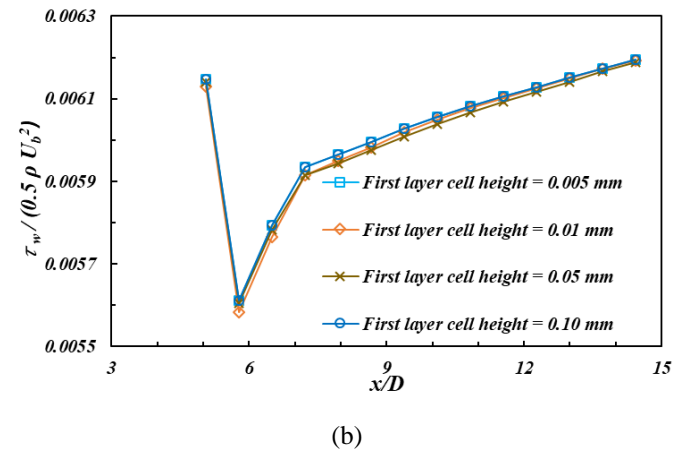 0.0063
0.0061
0.0059
0.0057
0.0055
τw / (0.5 ρ Ub²)
First layer cell height = 0.005 mm
First layer cell height = 0.01 mm
First layer cell height = 0.05 mm
First layer cell height = 0.10 mm
3 6 9 12 15
x/D
(b)